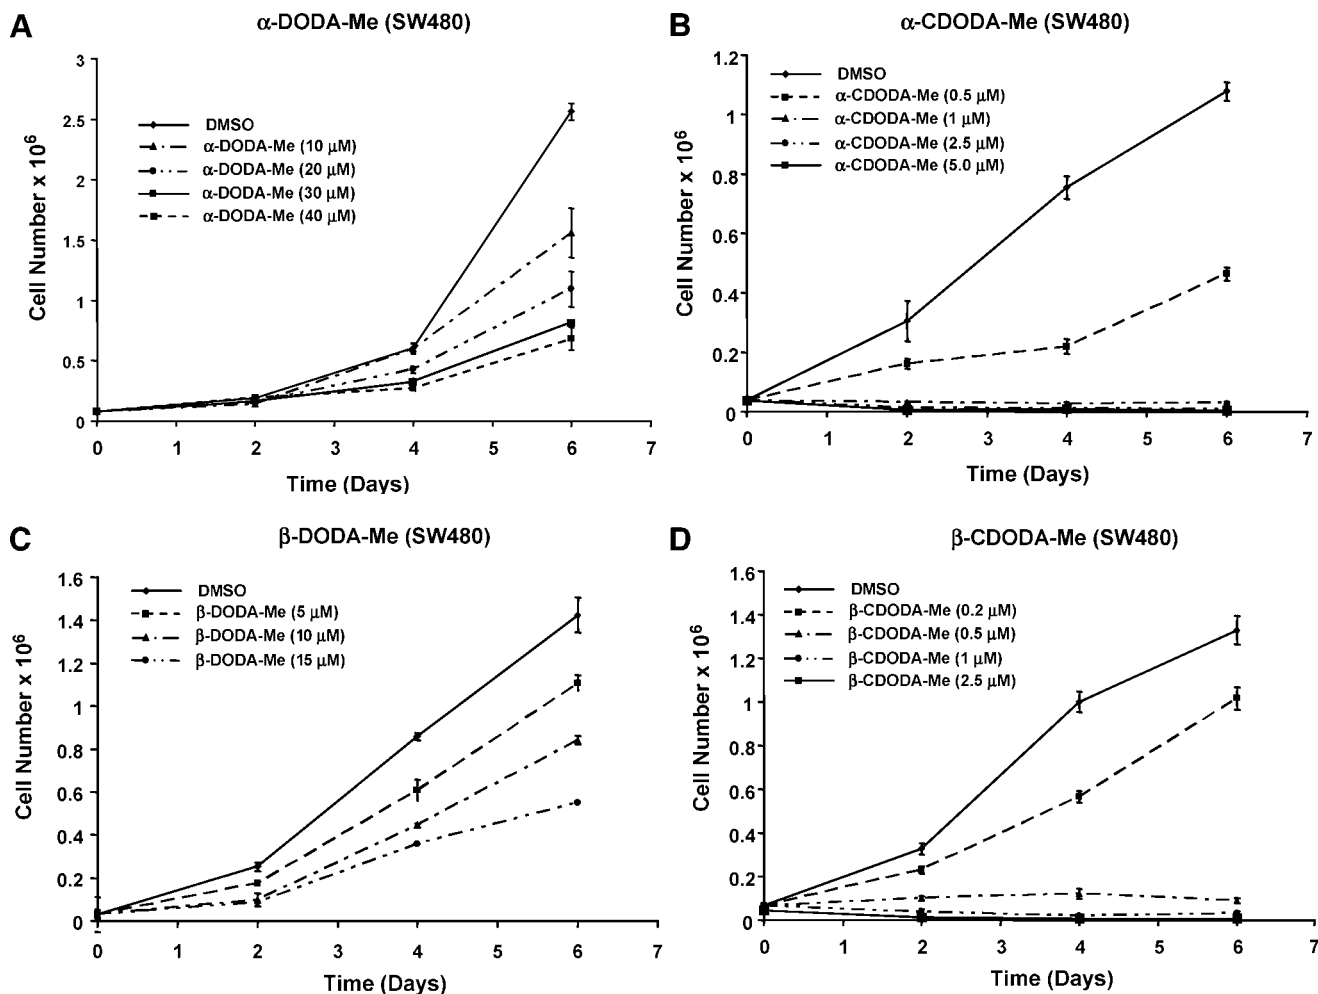 A
α-DODA-Me (SW480)
3
2.5
2
1.5
1
0.5
0
Cell Number x 10⁶
DMSO
α-DODA-Me (10 μM)
α-DODA-Me (20 μM)
α-DODA-Me (30 μM)
α-DODA-Me (40 μM)
0 1 2 3 4 5 6 7
Time (Days)
B
α-CDODA-Me (SW480)
1.2
1
0.8
0.6
0.4
0.2
0
Cell Number x 10⁶
DMSO
α-CDODA-Me (0.5 μM)
α-CDODA-Me (1 μM)
α-CDODA-Me (2.5 μM)
α-CDODA-Me (5.0 μM)
0 1 2 3 4 5 6 7
Time (Days)
C
β-DODA-Me (SW480)
1.6
1.4
1.2
1
0.8
0.6
0.4
0.2
0
Cell Number x 10⁶
DMSO
β-DODA-Me (5 μM)
β-DODA-Me (10 μM)
β-DODA-Me (15 μM)
0 1 2 3 4 5 6 7
Time (Days)
D
β-CDODA-Me (SW480)
1.6
1.4
1.2
1
0.8
0.6
0.4
0.2
0
Cell Number x 10⁶
DMSO
β-CDODA-Me (0.2 μM)
β-CDODA-Me (0.5 μM)
β-CDODA-Me (1 μM)
β-CDODA-Me (2.5 μM)
0 1 2 3 4 5 6 7
Time (Days)